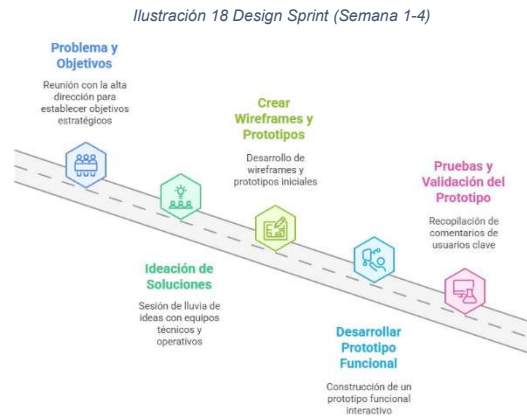 Ilustración 18 Design Sprint (Semana 1-4)
Problema y
Objetivos
Reunión con la alta
dirección para
establecer objetivos
estratégicos
Ideación de
Soluciones
Sesión de lluvia de
ideas con equipos
técnicos y
operativos
Crear
Wireframes y
Prototipos
Desarrollo de
wireframes y
prototipos iniciales
Desarrollar
Prototipo
Funcional
Construcción de un
prototipo funcional
interactivo
Pruebas y
Validación del
Prototipo
Recopilación de
comentarios de
usuarios clave